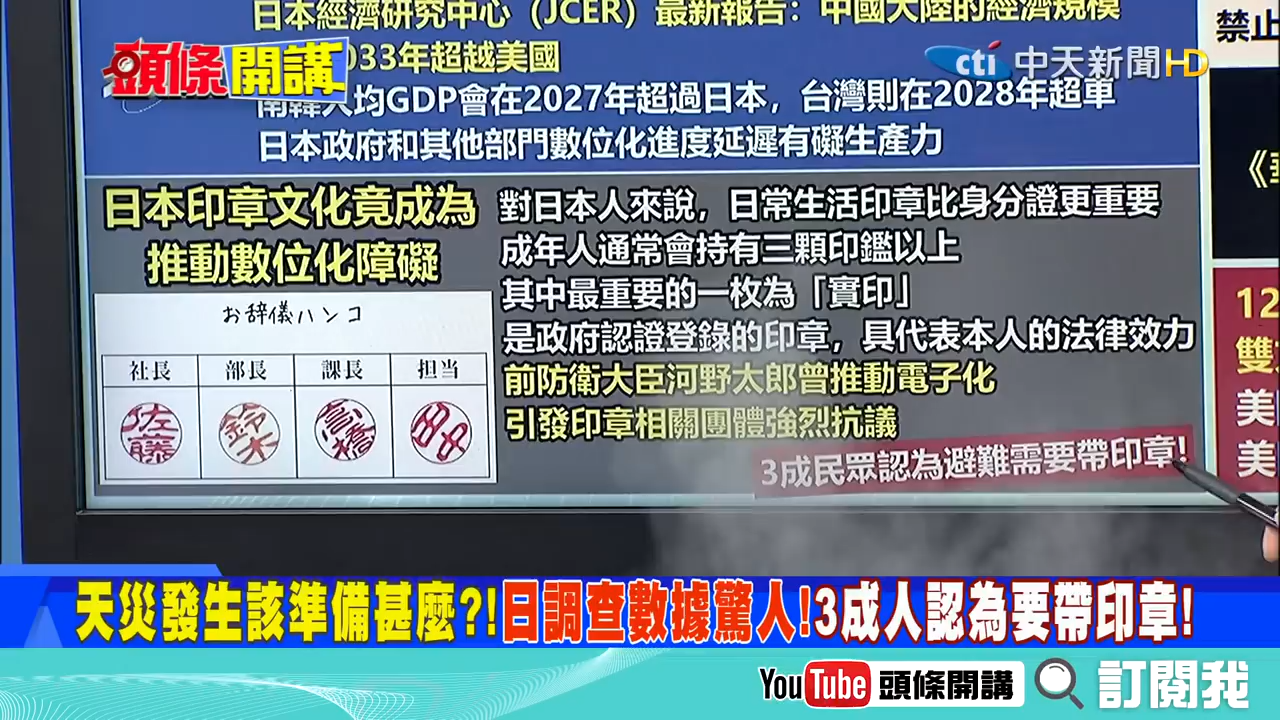 日本經濟研究中心（JCER）最新報告：中國大陸的經濟規模
033年超越美國
南韓人均GDP會在2027年超過日本，台灣則在2028年超車
日本政府和其他部門數位化進度延遲有礙生產力
頭條開講
cti中天新聞HD
禁止
日本印章文化竟成為
推動數位化障礙
お辞儀ハンコ
社長 部長 課長 担当
佐藤 鈴木 高橋 田中
對日本人來說，日常生活印章比身分證更重要
成年人通常會持有三顆印鑑以上
其中最重要的一枚為「實印」
是政府認證登錄的印章，具代表本人的法律效力
前防衛大臣河野太郎曾推動電子化
引發印章相關團體強烈抗議
3成民眾認為避難需要帶印章!
12
雙
美
美
天災發生該準備甚麼?!日調查數據驚人!3成人認為要帶印章!
YouTube 頭條開講 訂閱我